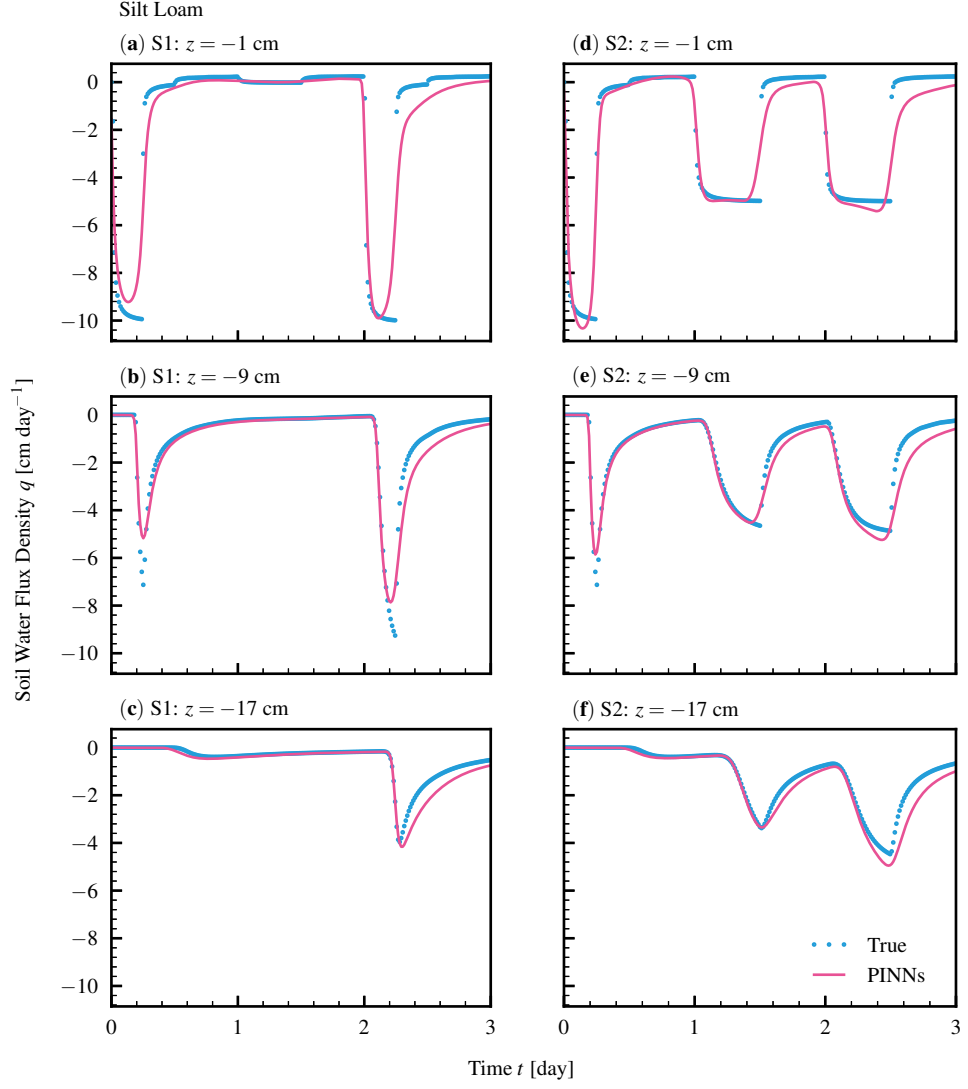 Silt Loam
(a) S1: z = −1 cm
(d) S2: z = −1 cm
0
−2
−4
−6
−8
−10
(b) S1: z = −9 cm
(e) S2: z = −9 cm
0
−2
−4
−6
−8
−10
Soil Water Flux Density q [cm day⁻¹]
(c) S1: z = −17 cm
(f) S2: z = −17 cm
0
−2
−4
−6
−8
−10
True
PINNs
0 1 2 3
0 1 2 3
Time t [day]